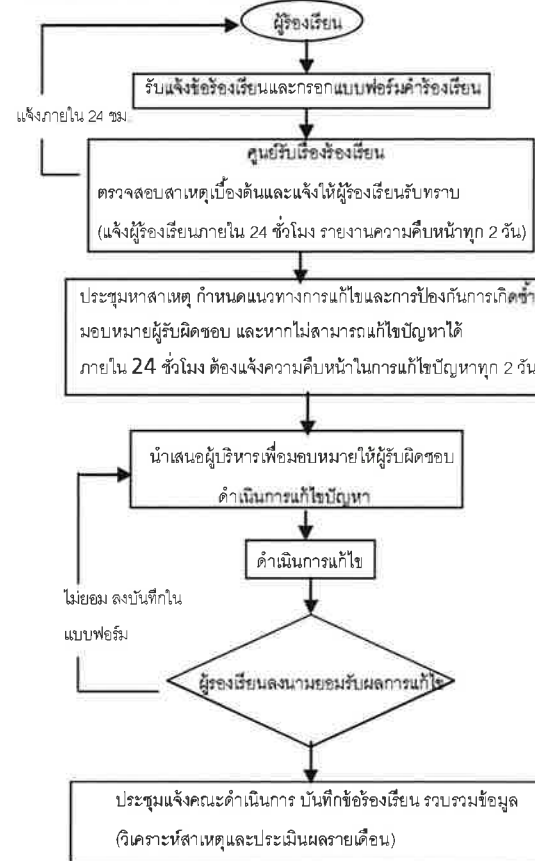 ผู้ร้องเรียน
รับแจ้งข้อร้องเรียนและกรอกแบบฟอร์มคำร้องเรียน
แจ้งภายใน 24 ชม.
ศูนย์รับเรื่องร้องเรียน
ตรวจสอบสาเหตุเบื้องต้นและแจ้งให้ผู้ร้องเรียนรับทราบ
(แจ้งผู้ร้องเรียนภายใน 24 ชั่วโมง รายงานความคืบหน้าทุก 2 วัน)
ประชุมหาสาเหตุ กำหนดแนวทางการแก้ไขและการป้องกันการเกิดซ้ำ
มอบหมายผู้รับผิดชอบ และหากไม่สามารถแก้ไขปัญหาได้
ภายใน 24 ชั่วโมง ต้องแจ้งความคืบหน้าในการแก้ไขปัญหาทุก 2 วัน
นำเสนอผู้บริหารเพื่อมอบหมายให้ผู้รับผิดชอบ
ดำเนินการแก้ไขปัญหา
ดำเนินการแก้ไข
ไม่ยอม ลงบันทึกใน
แบบฟอร์ม
ผู้รองเรียนลงนามยอมรับผลการแก้ไข
ประชุมแจ้งคณะดำเนินการ บันทึกข้อร้องเรียน รวบรวมข้อมูล
(วิเคราะห์สาเหตุและประเมินผลรายเดือน)